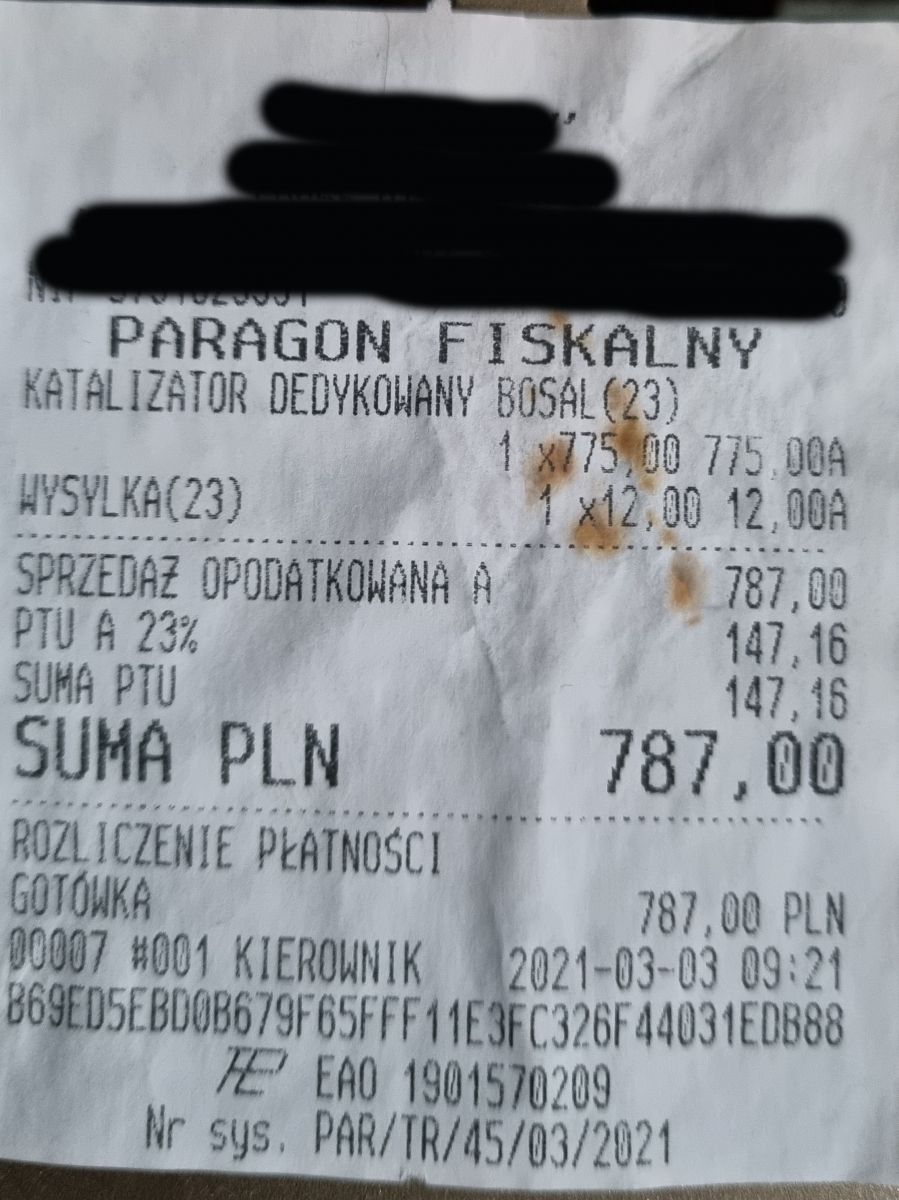 PARAGON FISKALNY
KATALIZATOR DEDYKOWANY BOSAL(23)
1 x775,00 775,00A
WYSYLKA(23) 1 x12,00 12,00A
SPRZEDAŻ OPODATKOWANA A 787,00
PTU A 23% 147,16
SUMA PTU 147,16
SUMA PLN 787,00
ROZLICZENIE PŁATNOŚCI
GOTÓWKA 787,00 PLN
00007 #001 KIEROWNIK 2021-03-03 09:21
B69ED5EBD0B679F65FFF11E3FC326F44031EDB88
EAO 1901570209
Nr sys. PAR/TR/45/03/2021